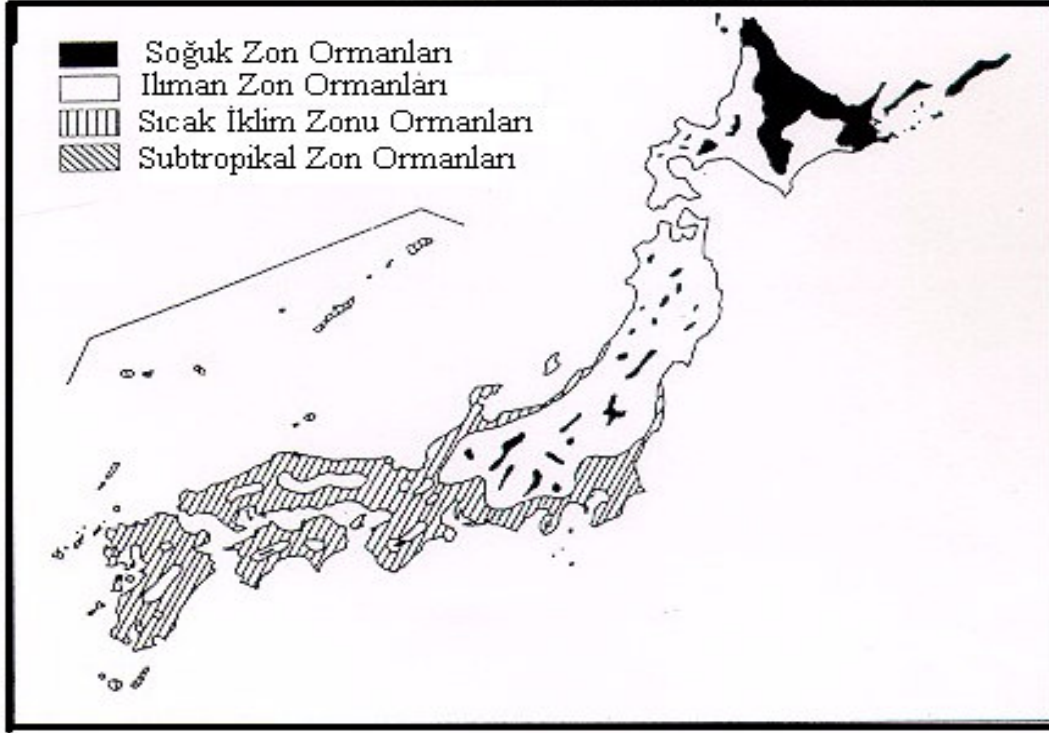 Soğuk Zon Ormanları
Ilıman Zon Ormanları
Sıcak İklim Zonu Ormanları
Subtropikal Zon Ormanları